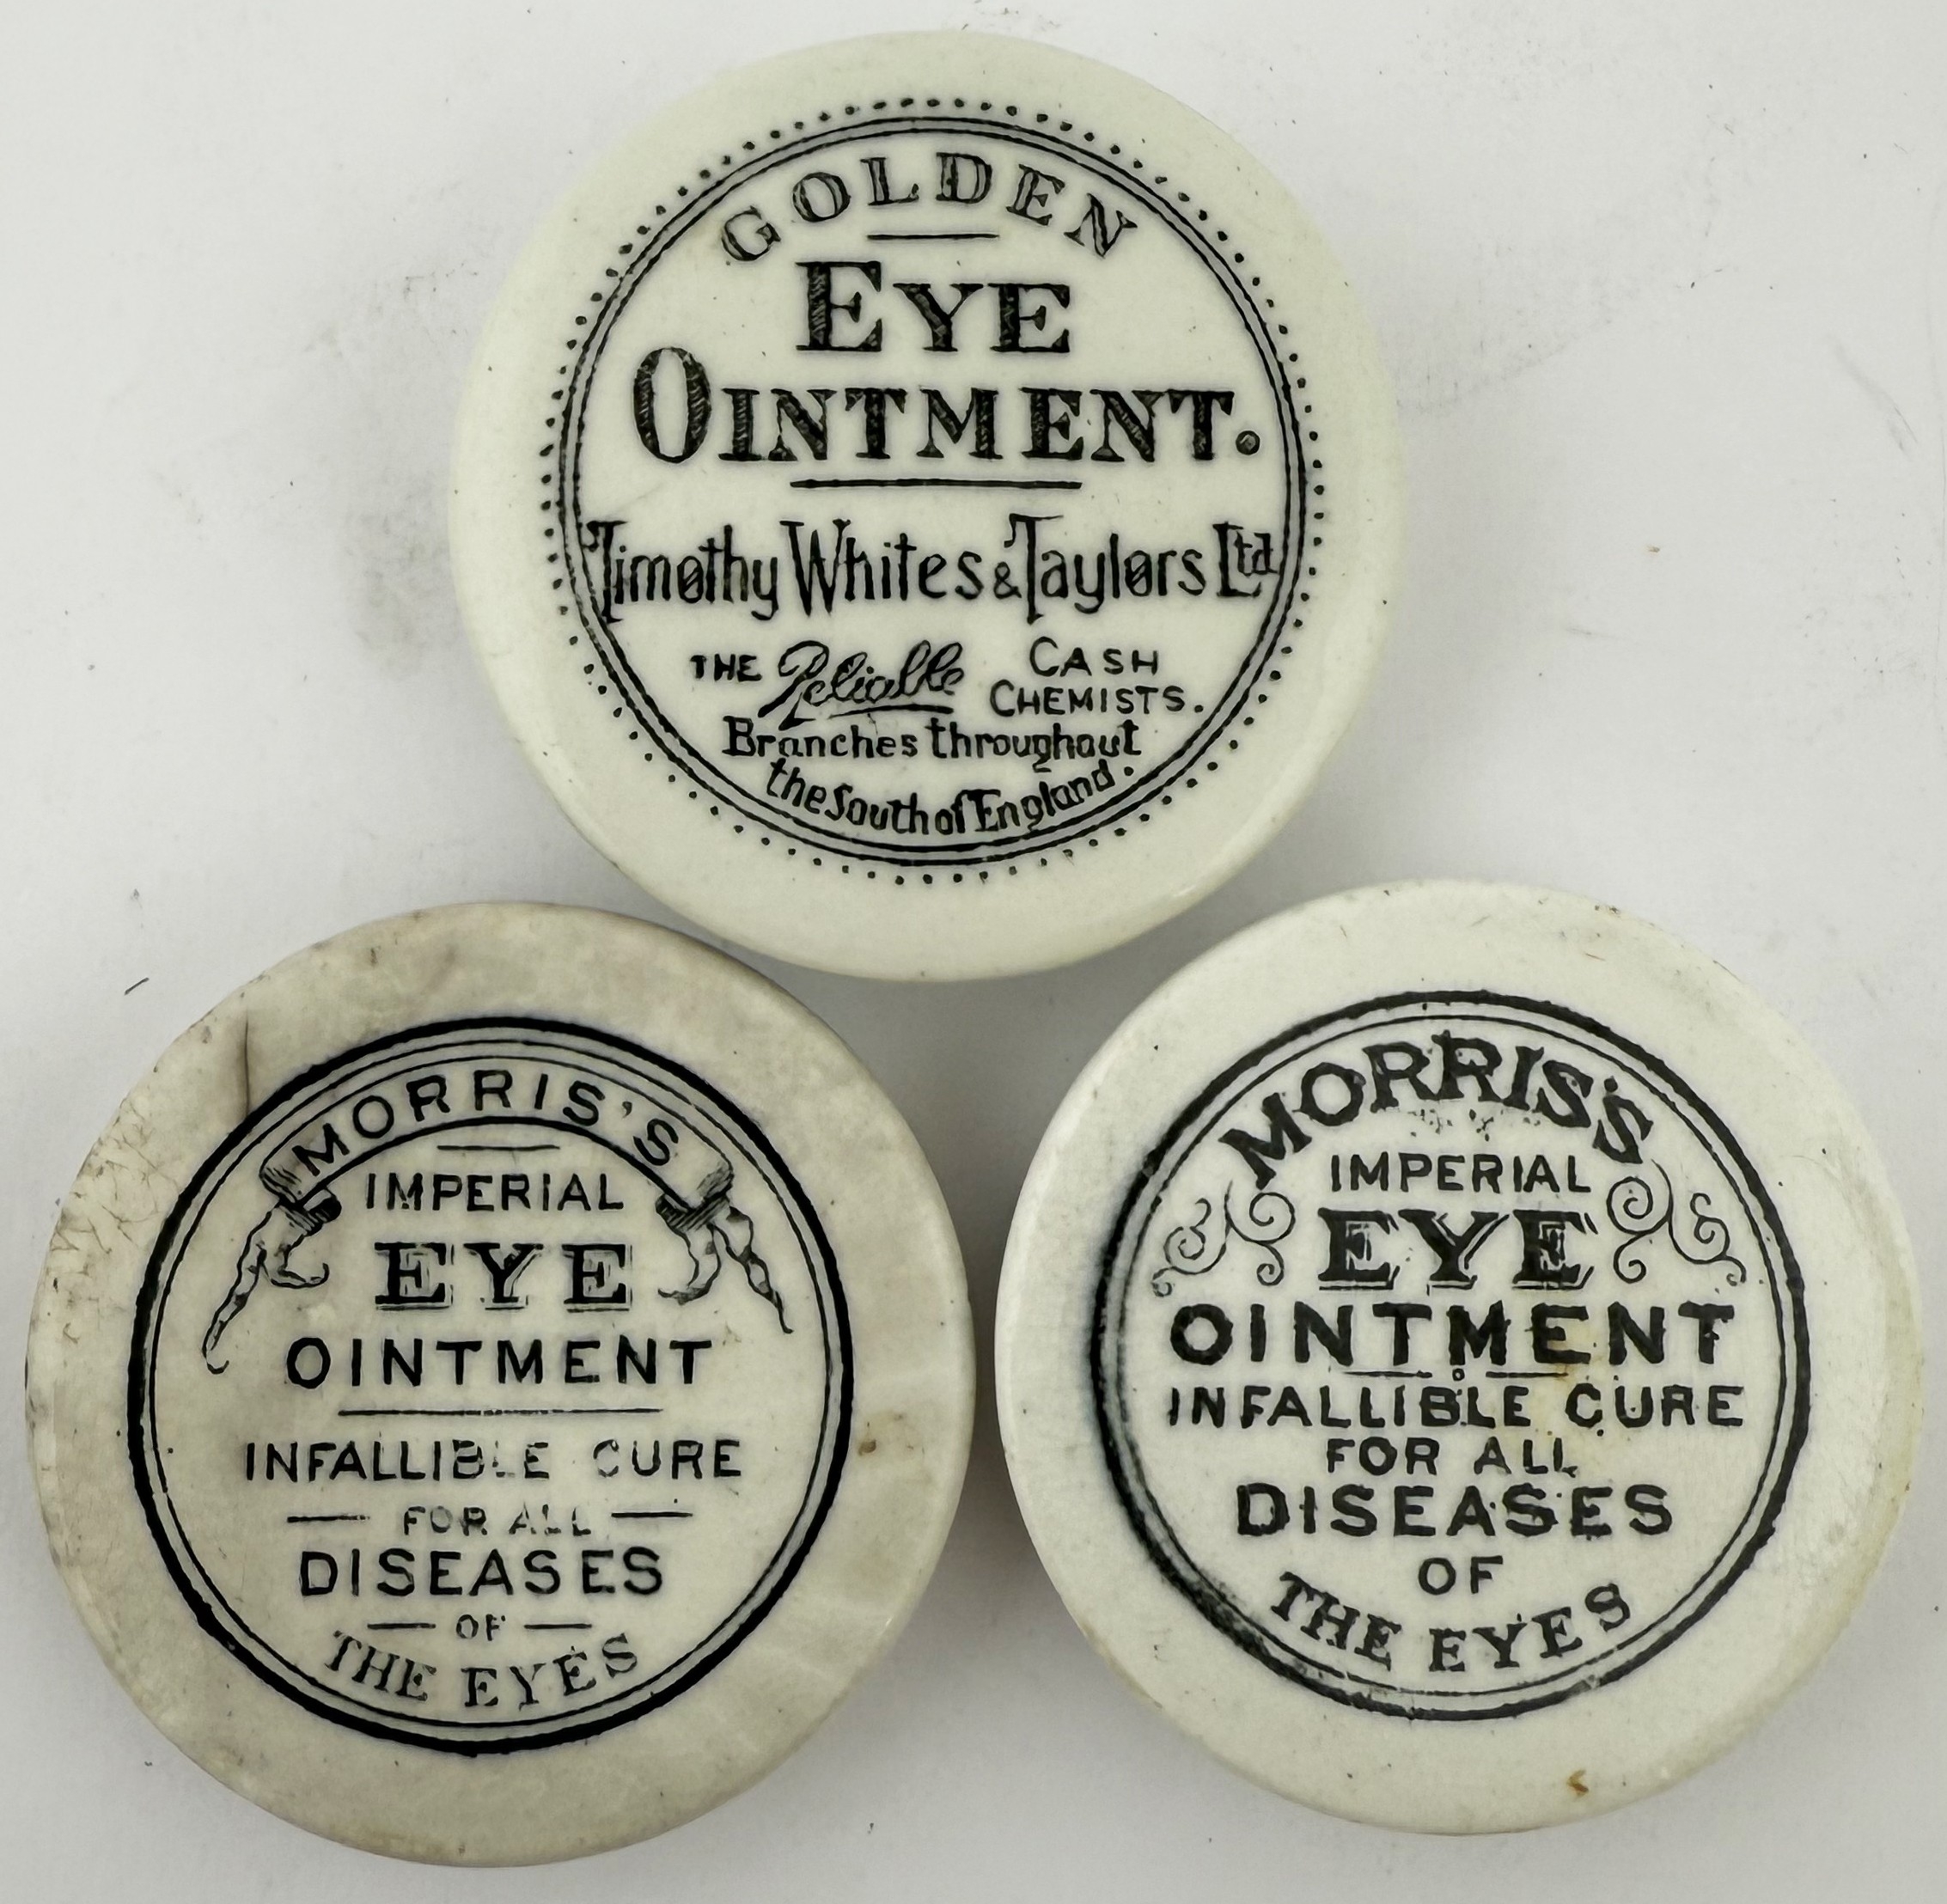 GOLDEN
EYE
OINTMENT.
Timothy Whites & Taylors Ltd
THE Reliable CASH
CHEMISTS.
Branches throughout
the South of England.
MORRIS'S
IMPERIAL
EYE
OINTMENT
INFALLIBLE CURE
FOR ALL
DISEASES
OF
THE EYES
MORRIS'S
IMPERIAL
EYE
OINTMENT
INFALLIBLE CURE
FOR ALL
DISEASES
OF
THE EYES